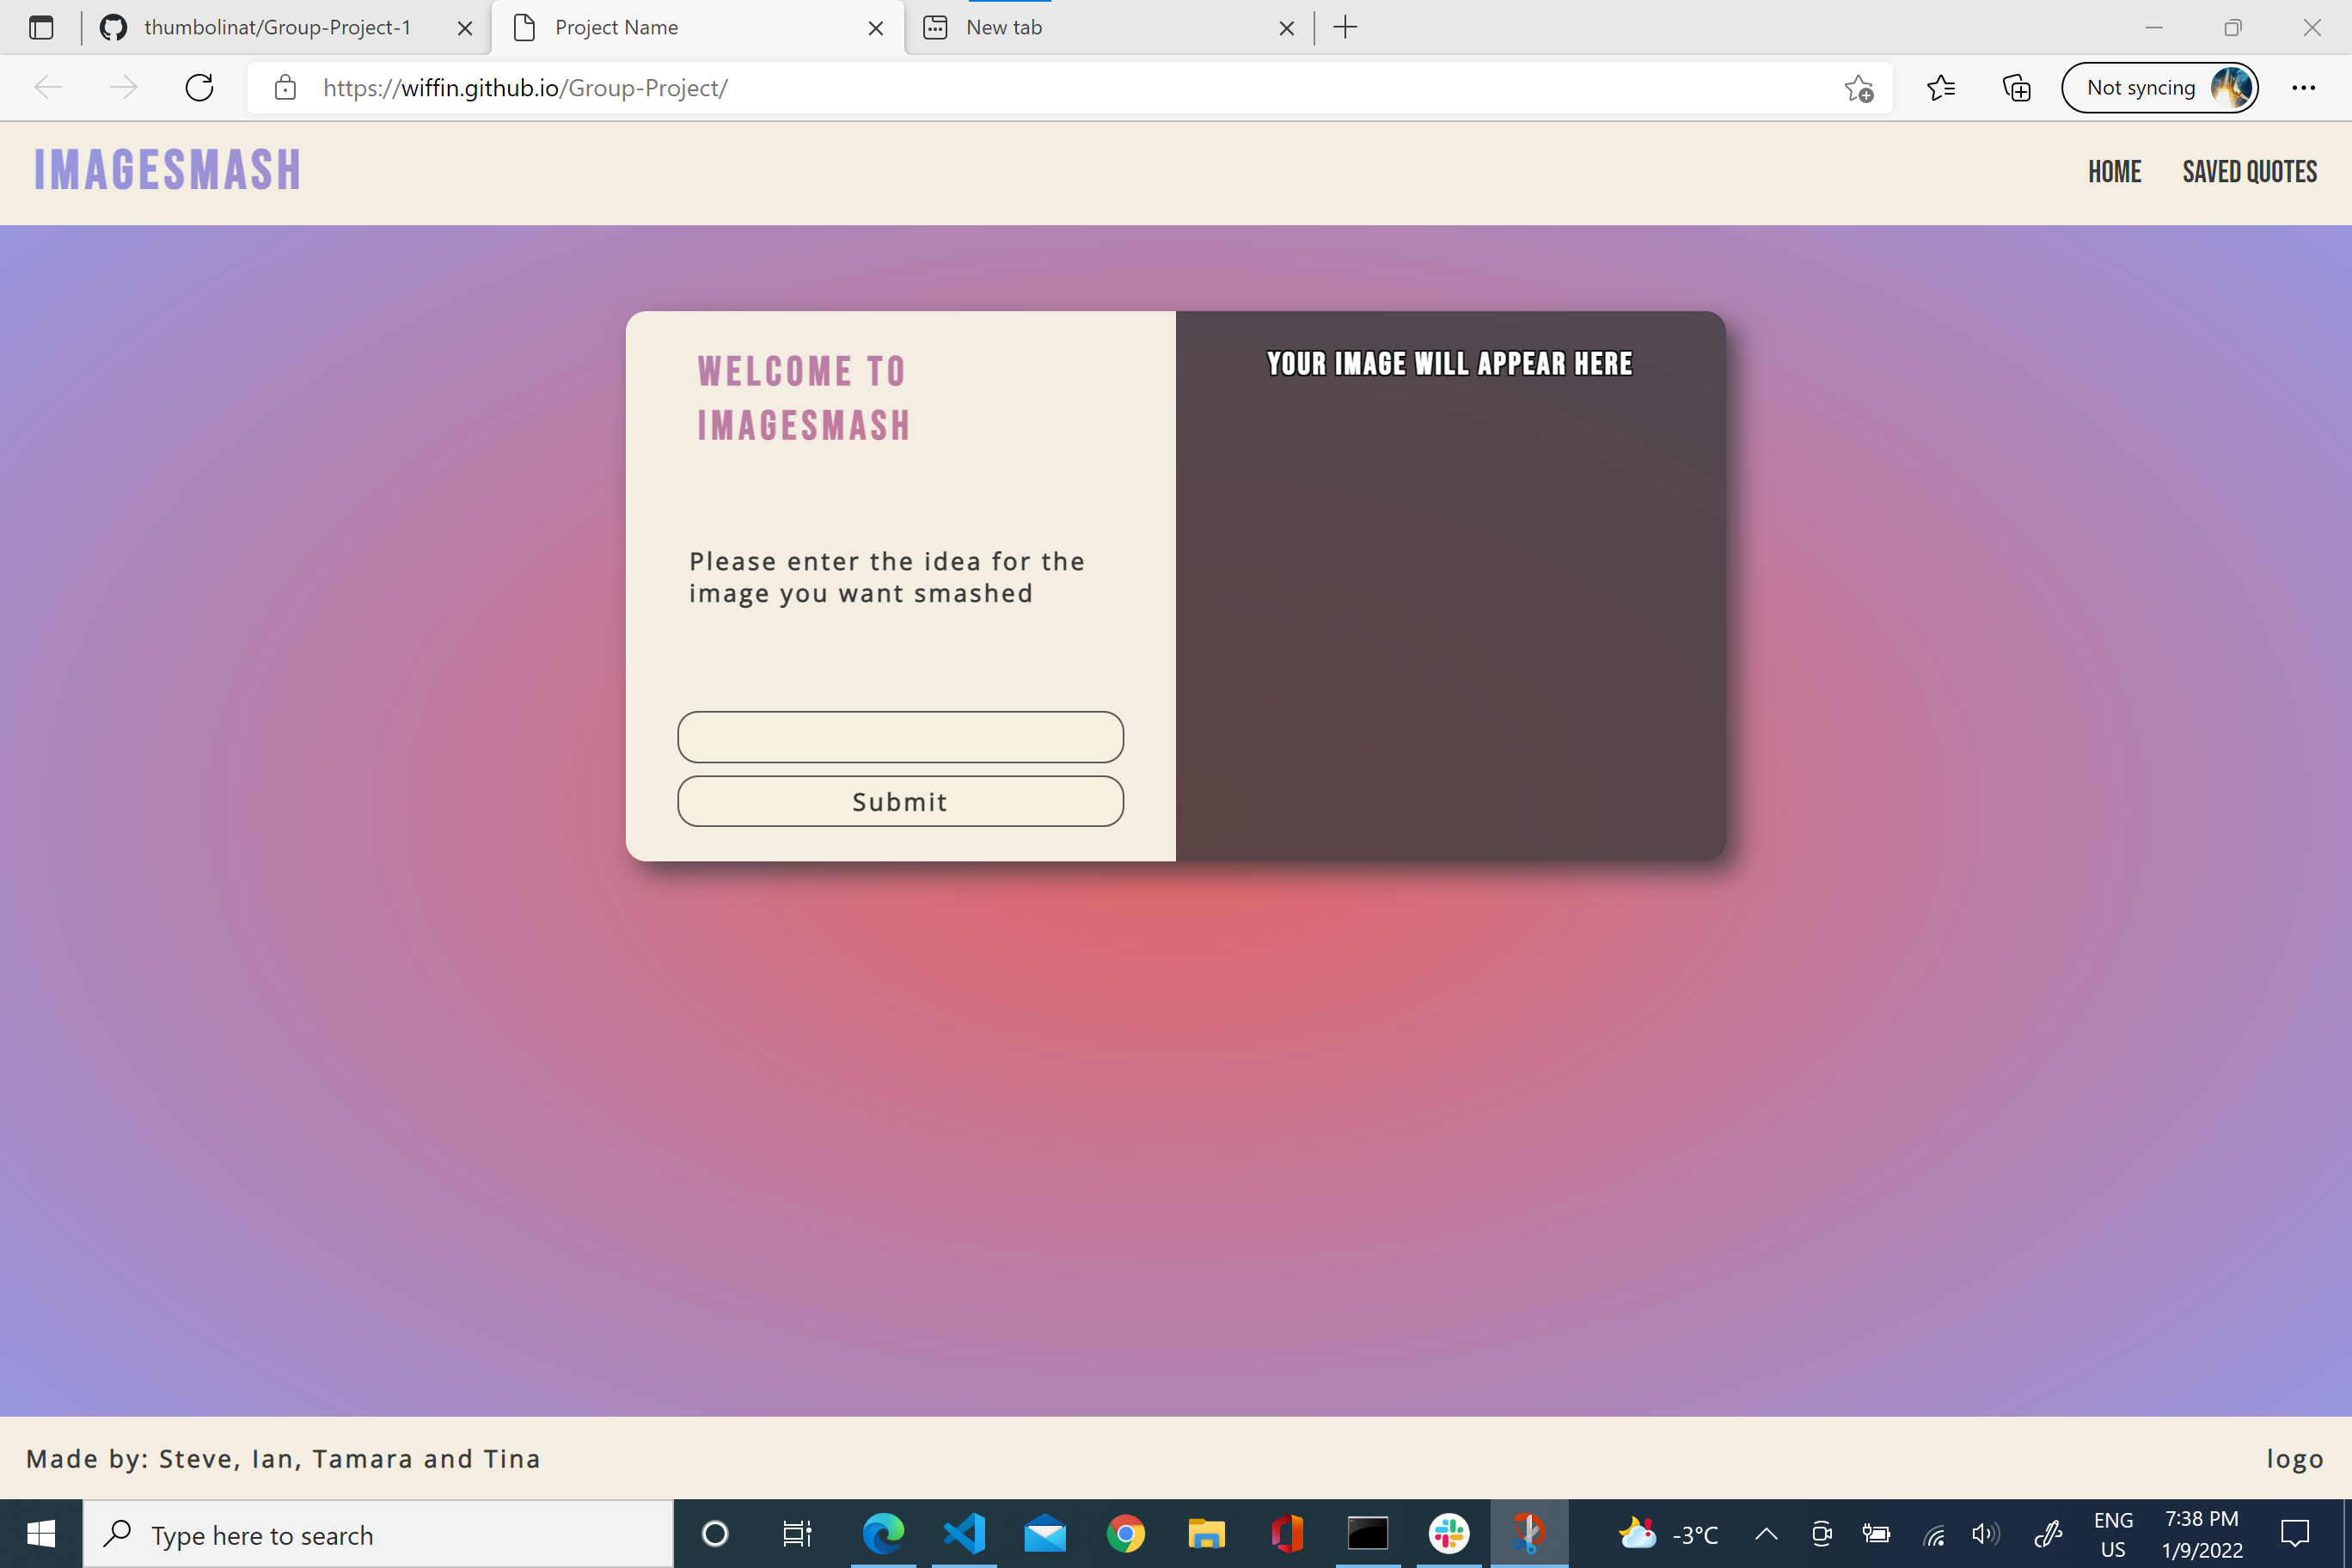 thumbolinat/Group-Project-1
Project Name
New tab
https://wiffin.github.io/Group-Project/
Not syncing
IMAGESMASH
HOME
SAVED QUOTES
WELCOME TO
IMAGESMASH
YOUR IMAGE WILL APPEAR HERE
Please enter the idea for the
image you want smashed
Submit
Made by: Steve, Ian, Tamara and Tina
logo
Type here to search
-3°C
ENG
US
7:38 PM
1/9/2022